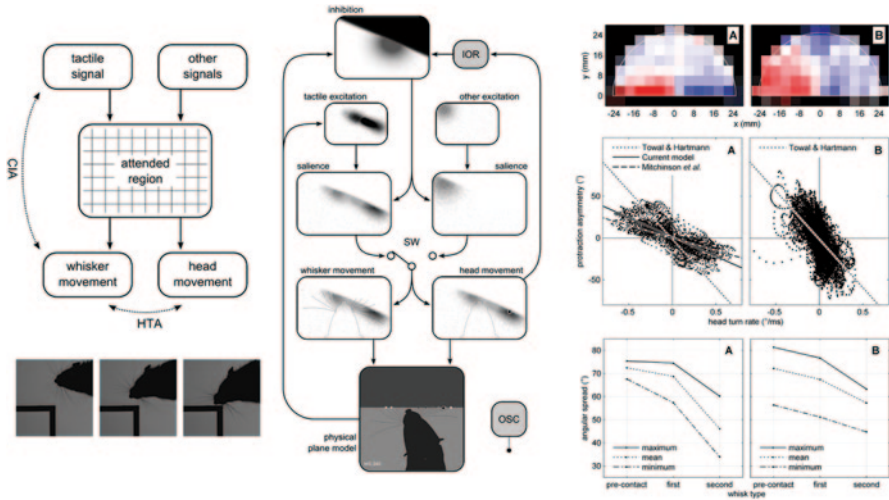 tactile
signal
other
signals
attended
region
CIA
whisker
movement
head
movement
HTA
inhibition
IOR
tactile excitation
other excitation
salience
salience
SW
whisker movement
head movement
physical
plane model
OSC
A
B
y (mm)
24
16
8
0
-24 -16 -8 0 8 16 24
-24 -16 -8 0 8 16 24
x (mm)
A
B
Towal & Hartmann
Current model
Mitchinson et al.
Towal & Hartmann
protraction asymmetry (°)
50
0
-50
-0.5 0 0.5
-0.5 0 0.5
head turn rate (°/ms)
A
B
angular spread (°)
80
70
60
50
40
30
maximum
mean
minimum
maximum
mean
minimum
pre-contact first second
pre-contact first second
whisk type